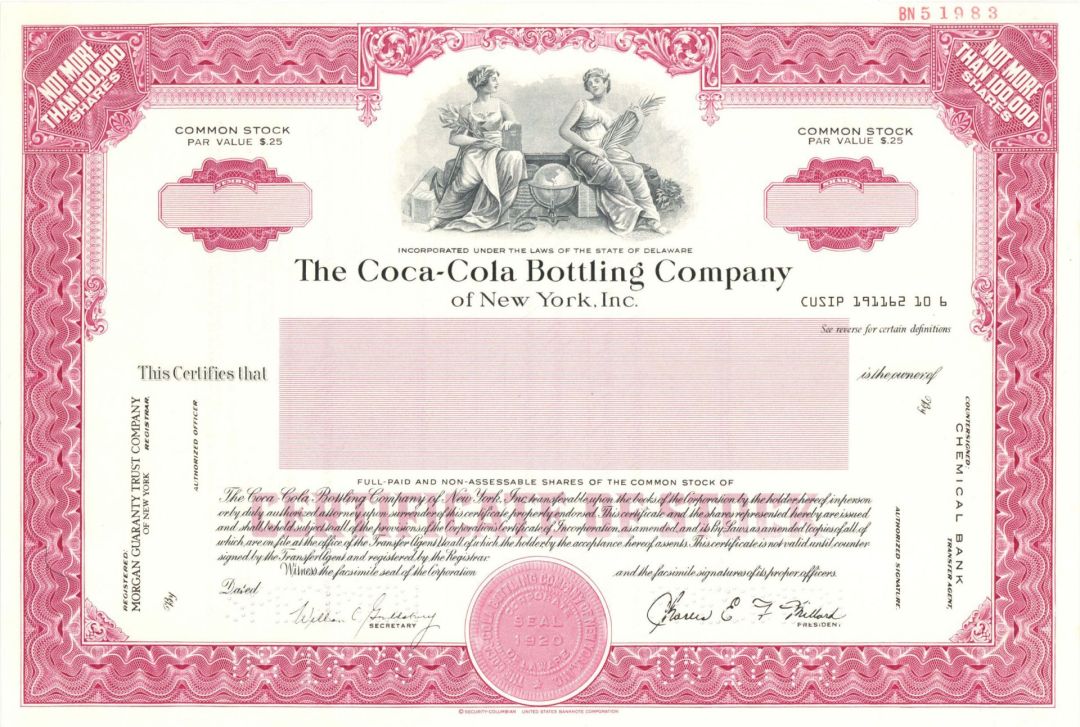 BN 5 1 9 8 3
NOT MORE
THAN 100,000
SHARES
NOT MORE
THAN 100,000
SHARES
COMMON STOCK
PAR VALUE $.25
COMMON STOCK
PAR VALUE $.25
NUMBER
SHARES
INCORPORATED UNDER THE LAWS OF THE STATE OF DELAWARE
The Coca-Cola Bottling Company
of New York, Inc.
CUSIP 191162 10 6
See reverse for certain definitions
This Certifies that
is the owner of
REGISTERED:
MORGAN GUARANTY TRUST COMPANY
OF NEW YORK
REGISTRAR.
By
AUTHORIZED OFFICER
COUNTERSIGNED:
CHEMICAL BANK
TRANSFER AGENT,
By
AUTHORIZED SIGNATURE.
FULL-PAID AND NON-ASSESSABLE SHARES OF THE COMMON STOCK OF
The Coca-Cola Bottling Company of New York, Inc. transferable upon the books of the Corporation by the holder hereof in person
or by duly authorized attorney upon surrender of this certificate properly endorsed. This certificate and the shares represented hereby are issued
and shall be held subject to all of the provisions of the Corporation's Certificate of Incorporation, as amended, and its By-Laws as amended (copies of all of
which are on file at the office of the Transfer Agent) to all of which the holder by the acceptance hereof assents. This certificate is not valid until counter-
signed by the Transfer Agent and registered by the Registrar.
Witness the facsimile seal of the Corporation and the facsimile signatures of its proper officers.
Dated
William C Goldsbury
SECRETARY
Charles E. F. Millard
PRESIDENT
SEAL
DELAWARE
© SECURITY-COLUMBIAN UNITED STATES BANKNOTE CORPORATION